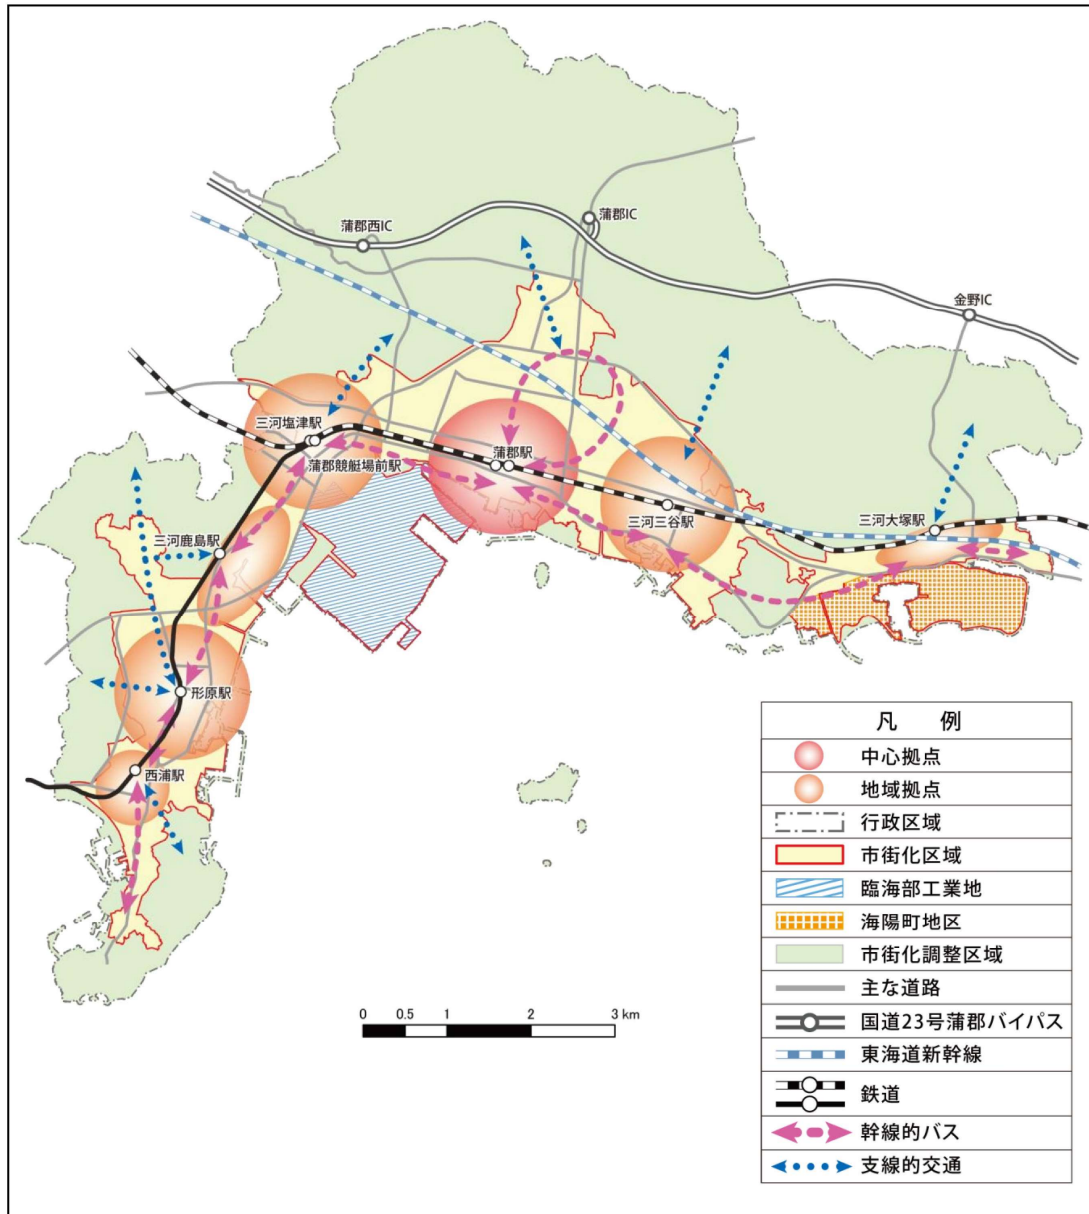 蒲郡西IC
蒲郡IC
金野IC
三河塩津駅
蒲郡競艇場前駅
蒲郡駅
三河三谷駅
三河大塚駅
三河鹿島駅
形原駅
西浦駅
0 0.5 1 2 3 km
凡 例
中心拠点
地域拠点
行政区域
市街化区域
臨海部工業地
海陽町地区
市街化調整区域
主な道路
国道23号蒲郡バイパス
東海道新幹線
鉄道
幹線的バス
支線的交通